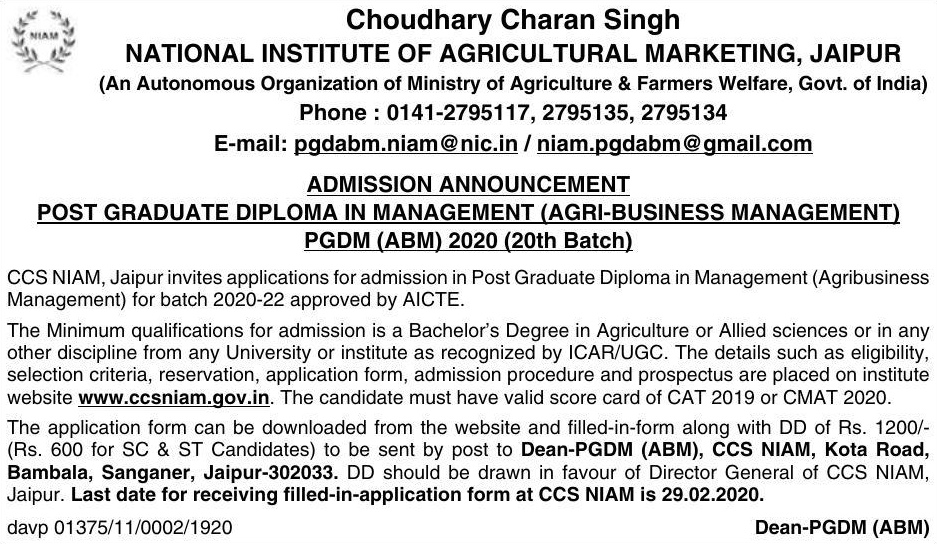 NIAM
Choudhary Charan Singh
NATIONAL INSTITUTE OF AGRICULTURAL MARKETING, JAIPUR
(An Autonomous Organization of Ministry of Agriculture & Farmers Welfare, Govt. of India)
Phone : 0141-2795117, 2795135, 2795134
E-mail: pgdabm.niam@nic.in / niam.pgdabm@gmail.com
ADMISSION ANNOUNCEMENT
POST GRADUATE DIPLOMA IN MANAGEMENT (AGRI-BUSINESS MANAGEMENT)
PGDM (ABM) 2020 (20th Batch)
CCS NIAM, Jaipur invites applications for admission in Post Graduate Diploma in Management (Agribusiness
Management) for batch 2020-22 approved by AICTE.
The Minimum qualifications for admission is a Bachelor's Degree in Agriculture or Allied sciences or in any
other discipline from any University or institute as recognized by ICAR/UGC. The details such as eligibility,
selection criteria, reservation, application form, admission procedure and prospectus are placed on institute
website www.ccsniam.gov.in. The candidate must have valid score card of CAT 2019 or CMAT 2020.
The application form can be downloaded from the website and filled-in-form along with DD of Rs. 1200/-
(Rs. 600 for SC & ST Candidates) to be sent by post to Dean-PGDM (ABM), CCS NIAM, Kota Road,
Bambala, Sanganer, Jaipur-302033. DD should be drawn in favour of Director General of CCS NIAM,
Jaipur. Last date for receiving filled-in-application form at CCS NIAM is 29.02.2020.
davp 01375/11/0002/1920
Dean-PGDM (ABM)